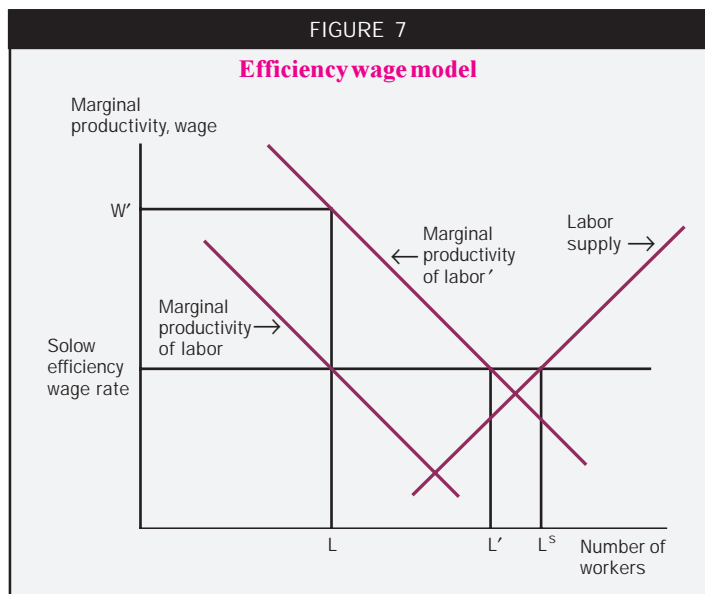 FIGURE 7
Efficiency wage model
Marginal
productivity, wage
W′
Marginal
productivity
of labor′
Labor
supply
Marginal
productivity
of labor
Solow
efficiency
wage rate
L
L′
Lˢ
Number of
workers